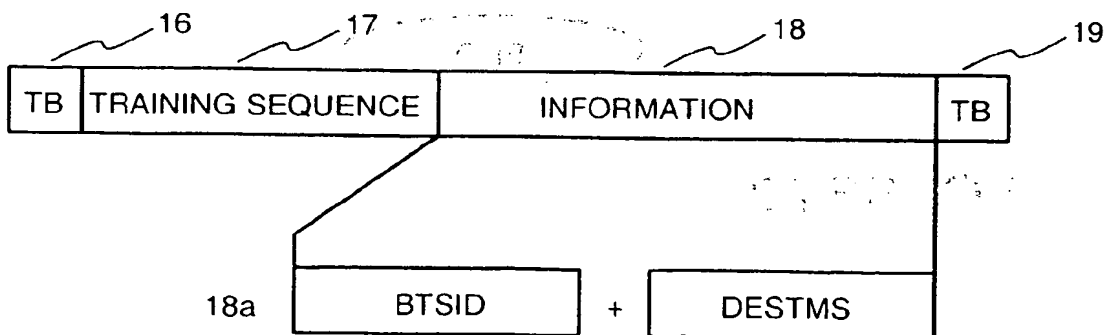 16 17 18 19
TB TRAINING SEQUENCE INFORMATION TB
18a BTSID + DESTMS